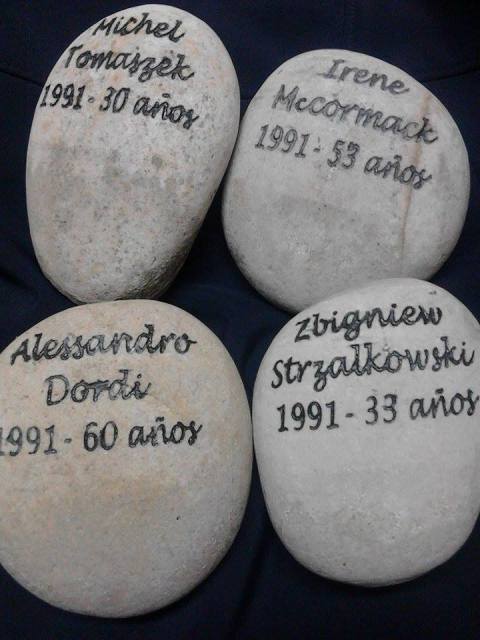 Michel
Tomaszek
1991-30 años
Irene
Mccormack
1991-53 años
Alessandro
Dordi
1991-60 años
Zbigniew
Strzalkowski
1991-33 años